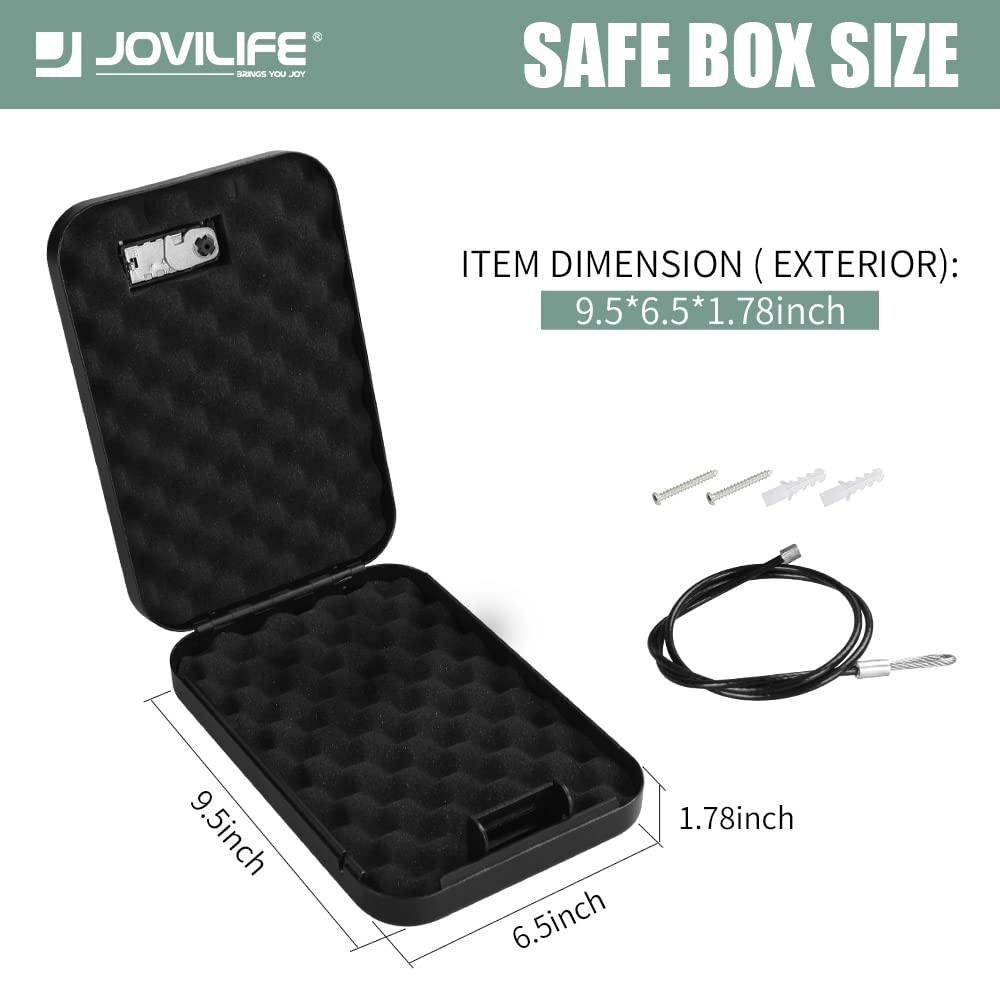 JOVILIFE®
BRINGS YOU JOY
SAFE BOX SIZE
ITEM DIMENSION ( EXTERIOR):
9.5*6.5*1.78inch
9.5inch
6.5inch
1.78inch